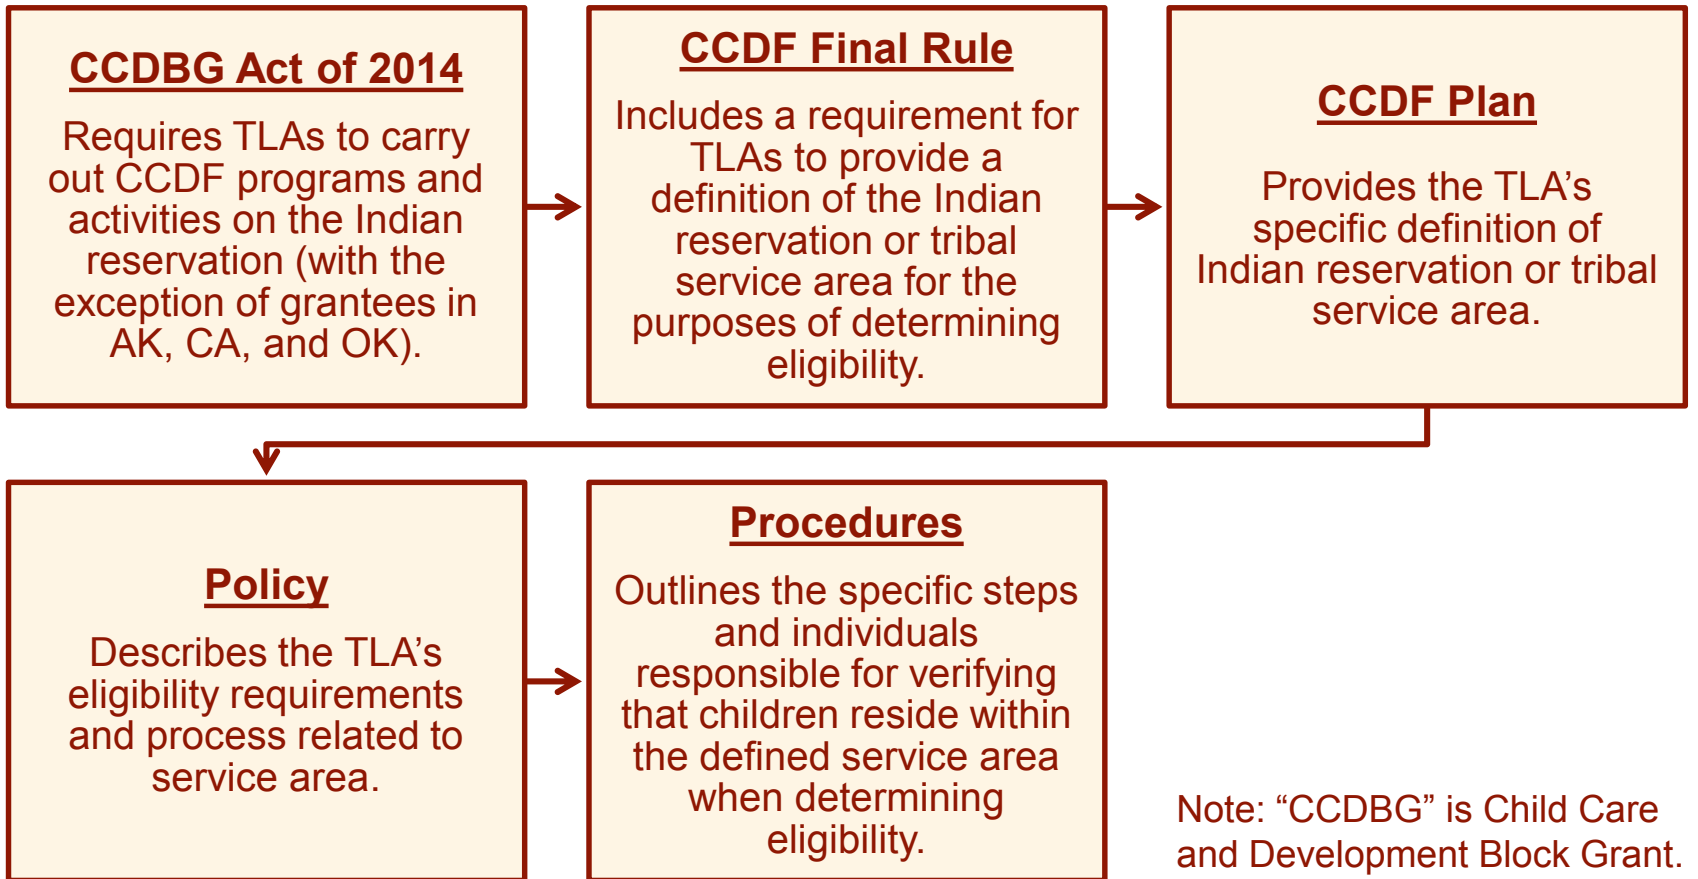 CCDBG Act of 2014
Requires TLAs to carry
out CCDF programs and
activities on the Indian
reservation (with the
exception of grantees in
AK, CA, and OK).
CCDF Final Rule
Includes a requirement for
TLAs to provide a
definition of the Indian
reservation or tribal
service area for the
purposes of determining
eligibility.
CCDF Plan
Provides the TLA’s
specific definition of
Indian reservation or tribal
service area.
Policy
Describes the TLA’s
eligibility requirements
and process related to
service area.
Procedures
Outlines the specific steps
and individuals
responsible for verifying
that children reside within
the defined service area
when determining
eligibility.
Note: “CCDBG” is Child Care
and Development Block Grant.